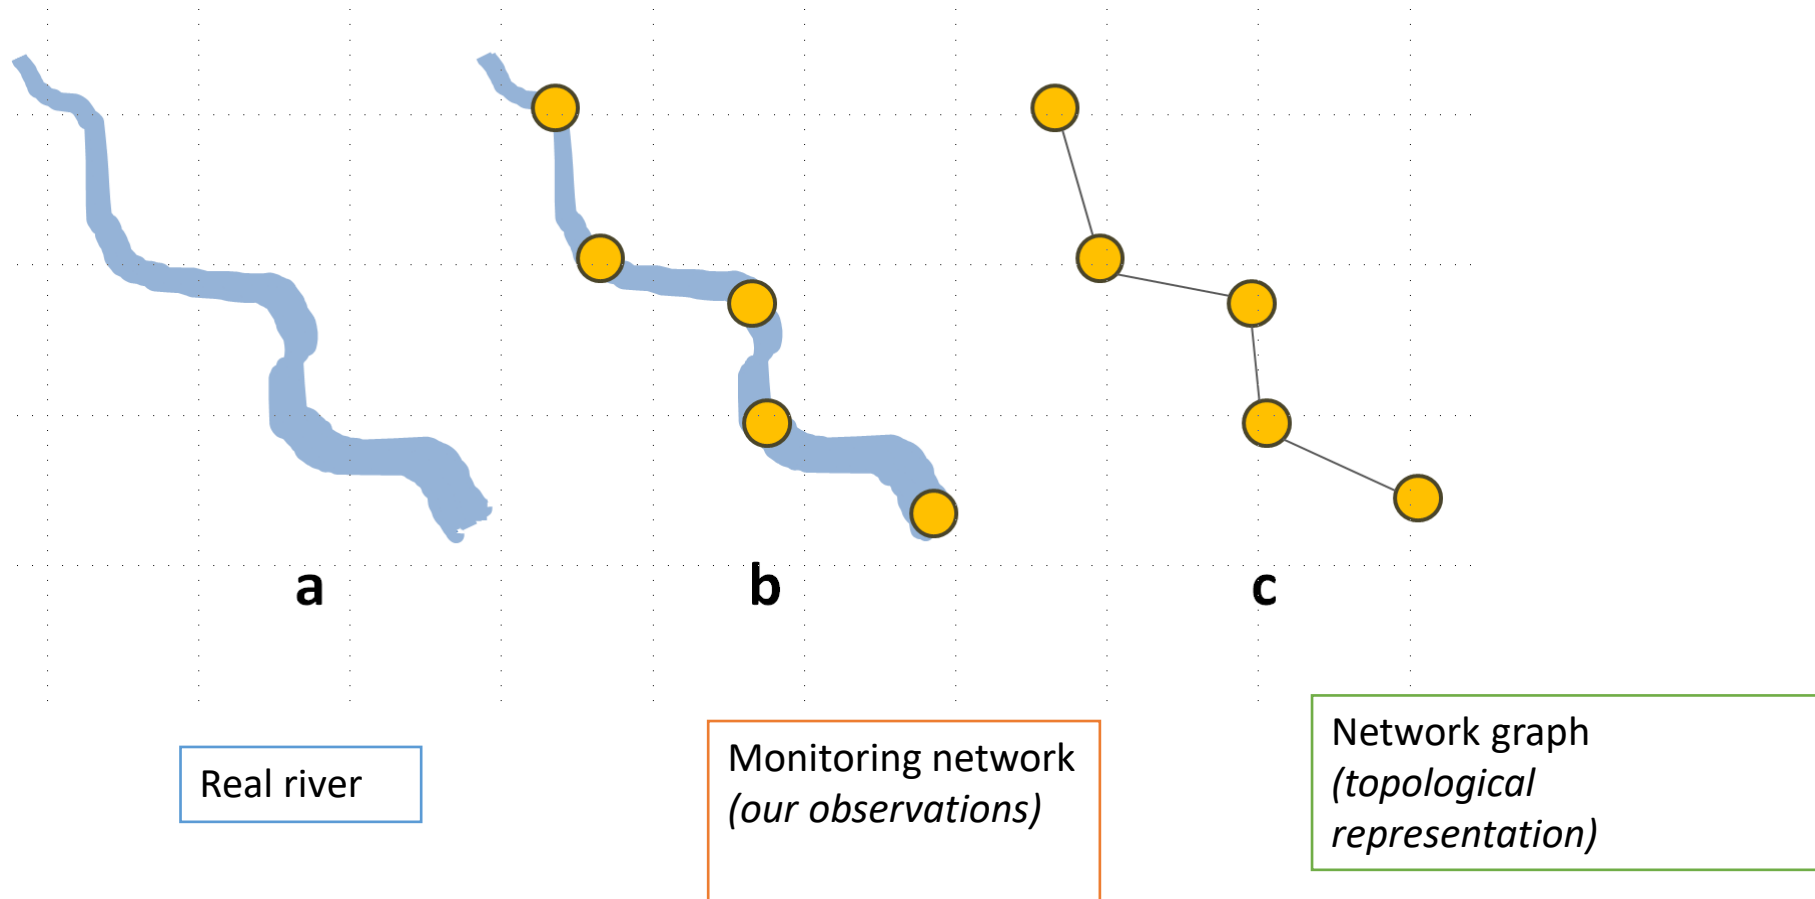 a
b
c
Real river
Monitoring network
(our observations)
Network graph
(topological
representation)